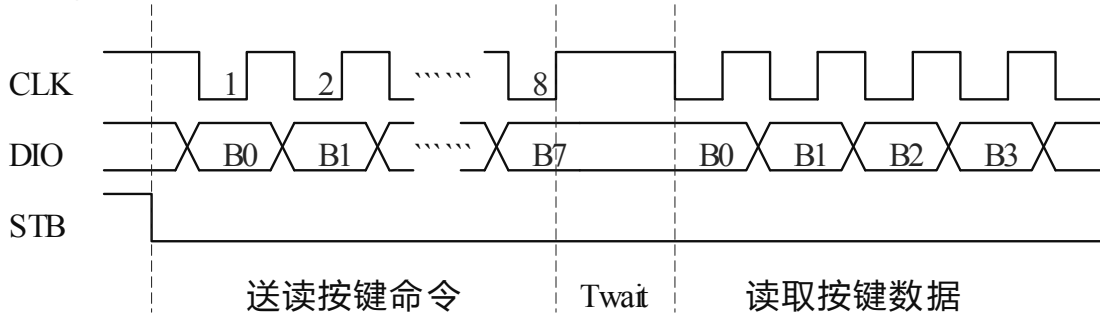 CLK 1 2 ...... 8
DIO B0 B1 ...... B7 B0 B1 B2 B3
STB
送读按键命令 Twait 读取按键数据